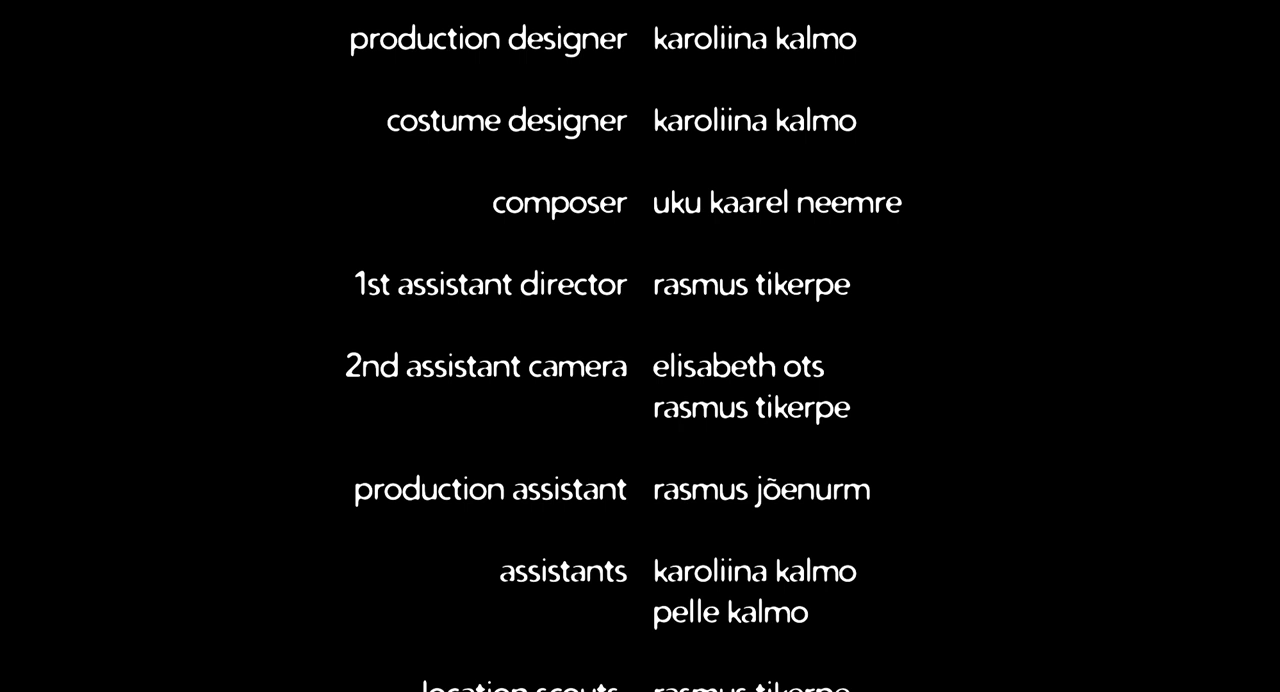 production designer karoliina kalmo
costume designer karoliina kalmo
composer uku kaarel neemre
1st assistant director rasmus tikerpe
2nd assistant camera elisabeth ots
rasmus tikerpe
production assistant rasmus jõenurm
assistants karoliina kalmo
pelle kalmo
location scouts rasmus tikerpe